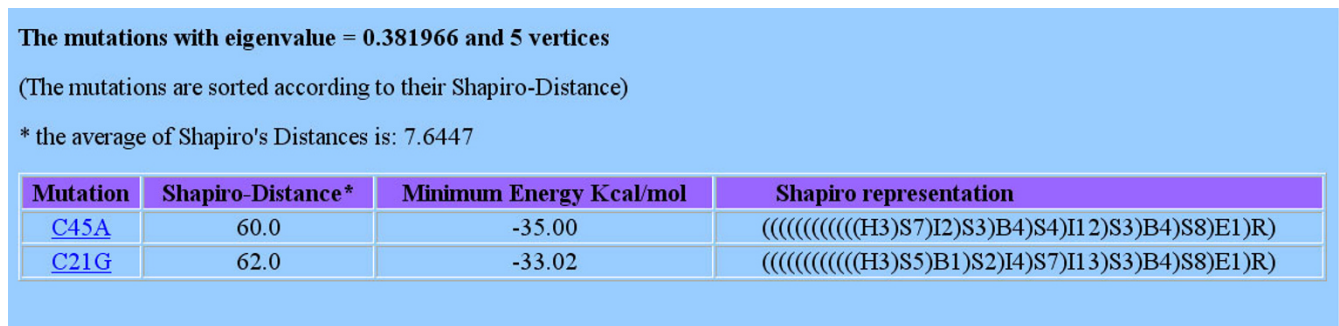 The mutations with eigenvalue = 0.381966 and 5 vertices
(The mutations are sorted according to their Shapiro-Distance)
* the average of Shapiro's Distances is: 7.6447
Mutation Shapiro-Distance* Minimum Energy Kcal/mol Shapiro representation
C45A 60.0 -35.00 ((((((((((((H3)S7)I2)S3)B4)S4)I12)S3)B4)S8)E1)R)
C21G 62.0 -33.02 ((((((((((((H3)S5)B1)S2)I4)S7)I13)S3)B4)S8)E1)R)